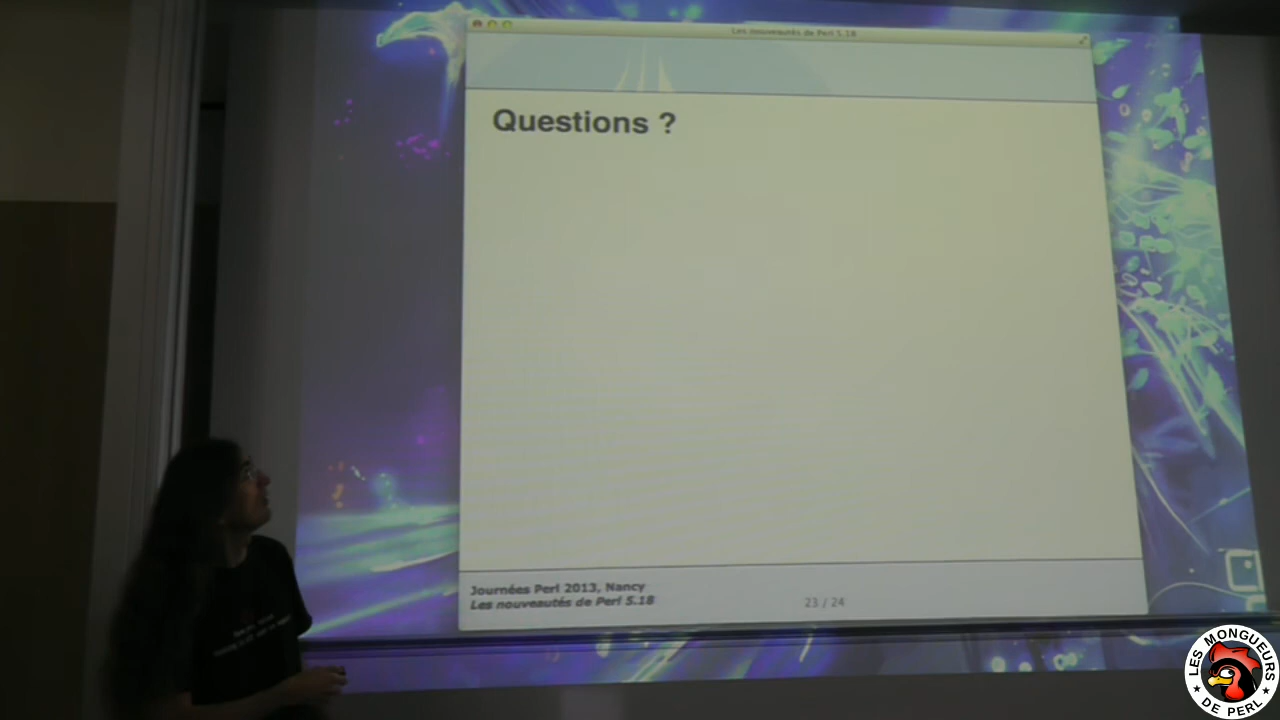 Les nouveautés de Perl 5.18
Questions ?
Journées Perl 2013, Nancy
Les nouveautés de Perl 5.18
23 / 24
LES MONGUEURS
DE PERL